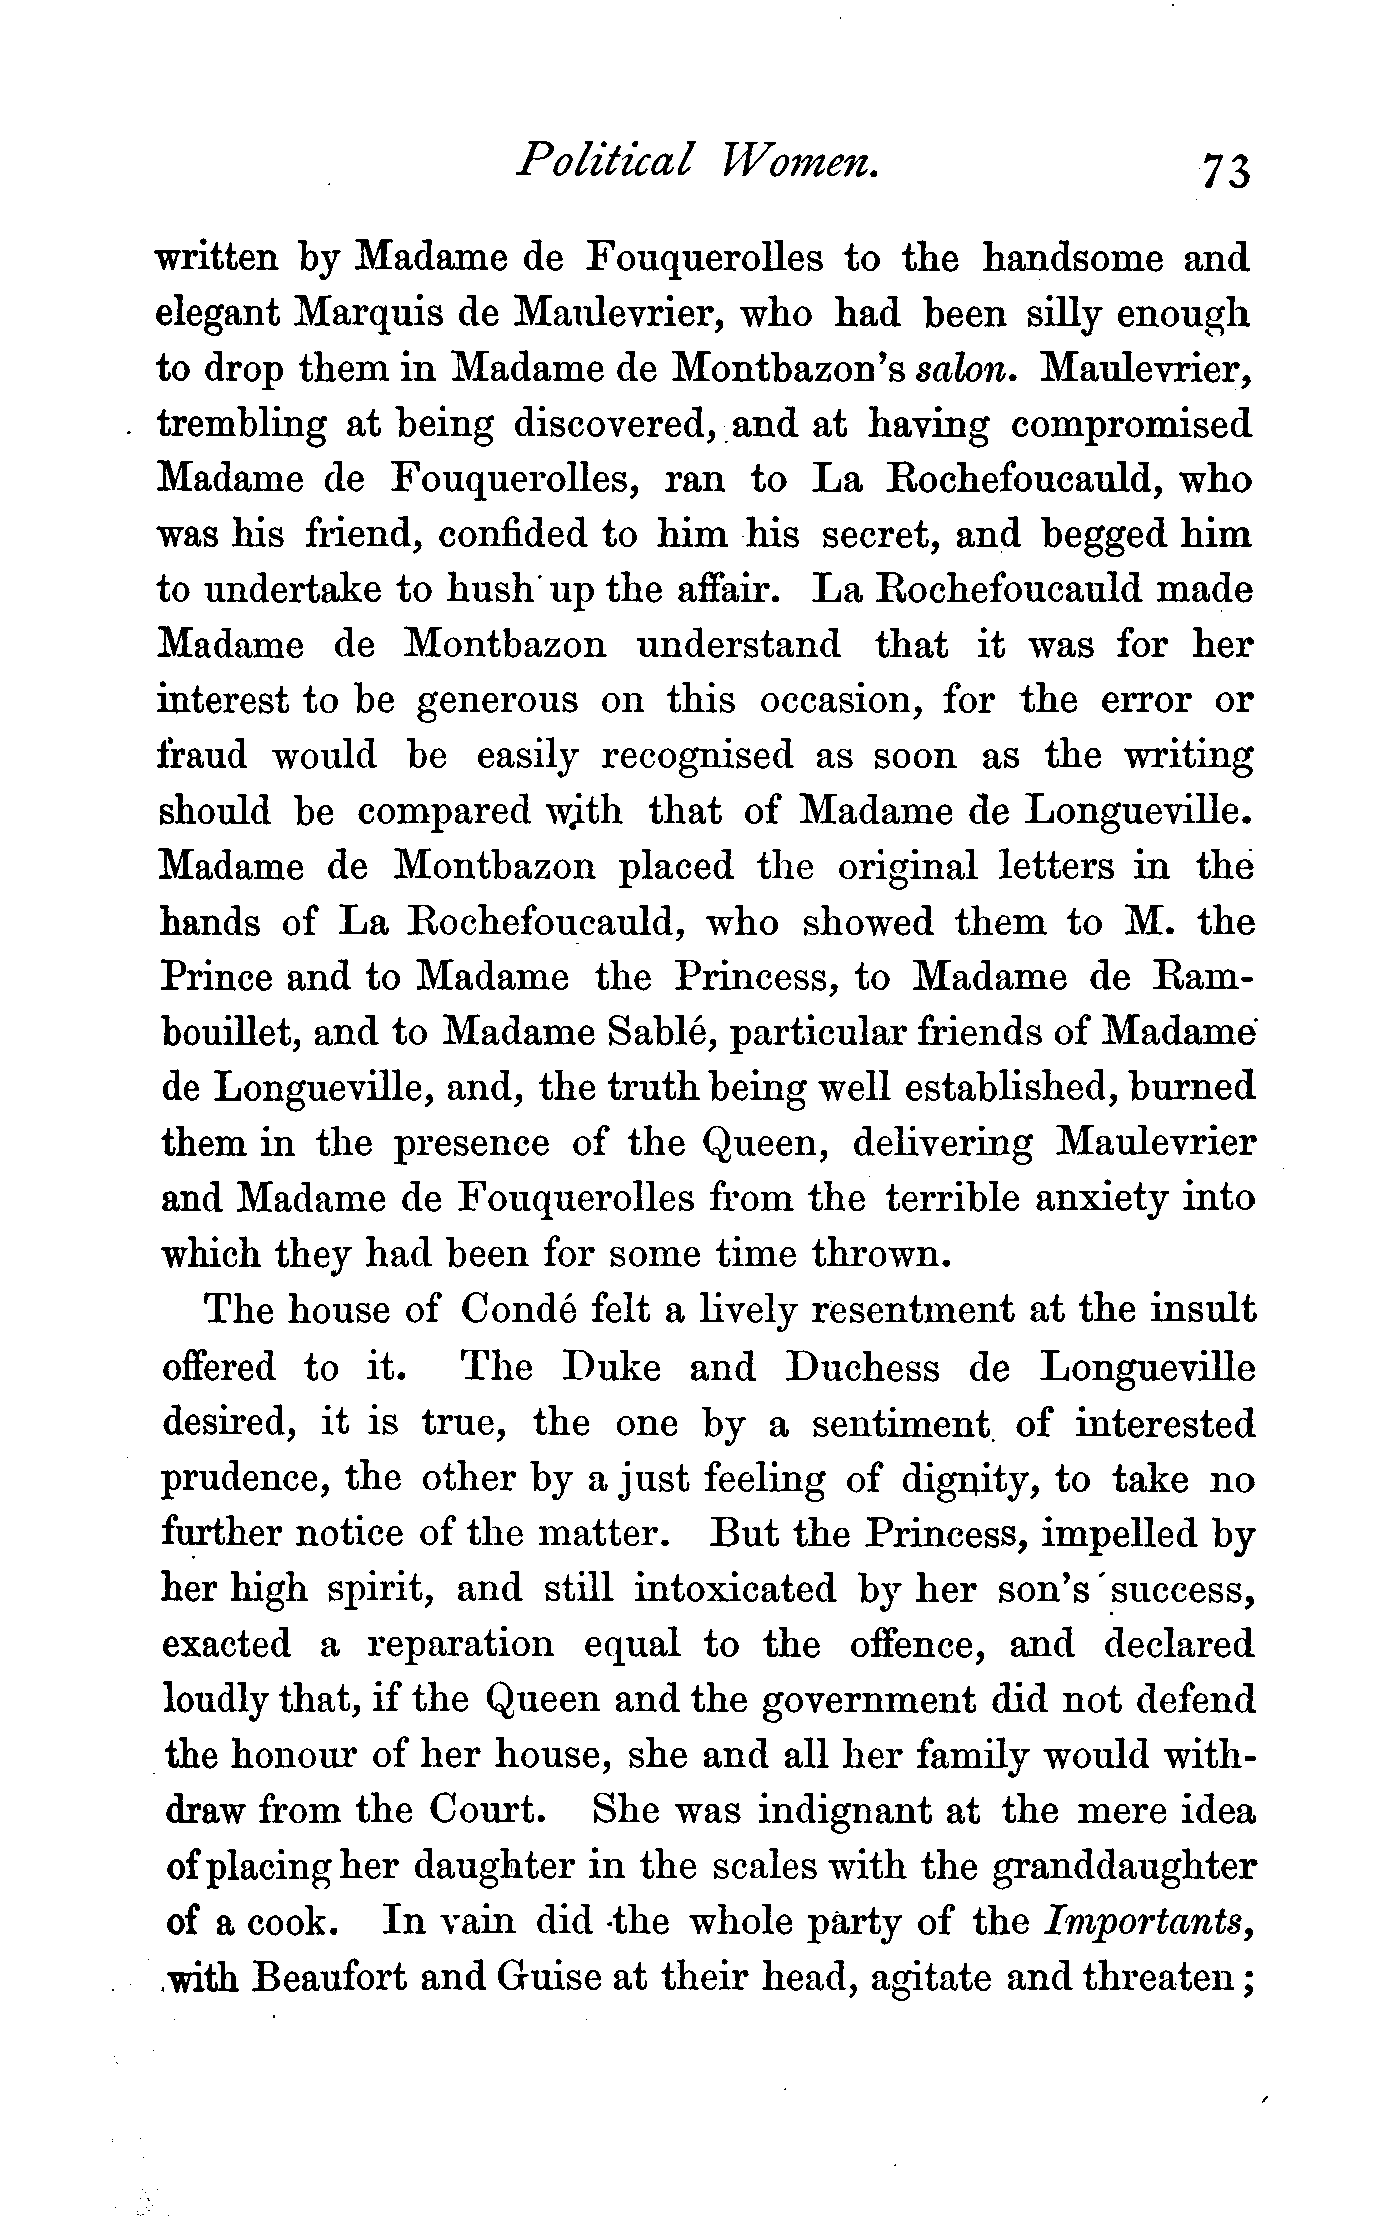 Political Women. 73
written by Madame de Fouquerolles to the handsome and
elegant Marquis de Maulevrier, who had been silly enough
to drop them in Madame de Montbazon's salon. Maulevrier,
trembling at being discovered, and at having compromised
Madame de Fouquerolles, ran to La Rochefoucauld, who
was his friend, confided to him his secret, and begged him
to undertake to hush up the affair. La Rochefoucauld made
Madame de Montbazon understand that it was for her
interest to be generous on this occasion, for the error or
fraud would be easily recognised as soon as the writing
should be compared with that of Madame de Longueville.
Madame de Montbazon placed the original letters in the
hands of La Rochefoucauld, who showed them to M. the
Prince and to Madame the Princess, to Madame de Ram-
bouillet, and to Madame Sablé, particular friends of Madame
de Longueville, and, the truth being well established, burned
them in the presence of the Queen, delivering Maulevrier
and Madame de Fouquerolles from the terrible anxiety into
which they had been for some time thrown.
The house of Condé felt a lively resentment at the insult
offered to it. The Duke and Duchess de Longueville
desired, it is true, the one by a sentiment of interested
prudence, the other by a just feeling of dignity, to take no
further notice of the matter. But the Princess, impelled by
her high spirit, and still intoxicated by her son's success,
exacted a reparation equal to the offence, and declared
loudly that, if the Queen and the government did not defend
the honour of her house, she and all her family would with-
draw from the Court. She was indignant at the mere idea
of placing her daughter in the scales with the granddaughter
of a cook. In vain did the whole party of the Importants,
with Beaufort and Guise at their head, agitate and threaten;